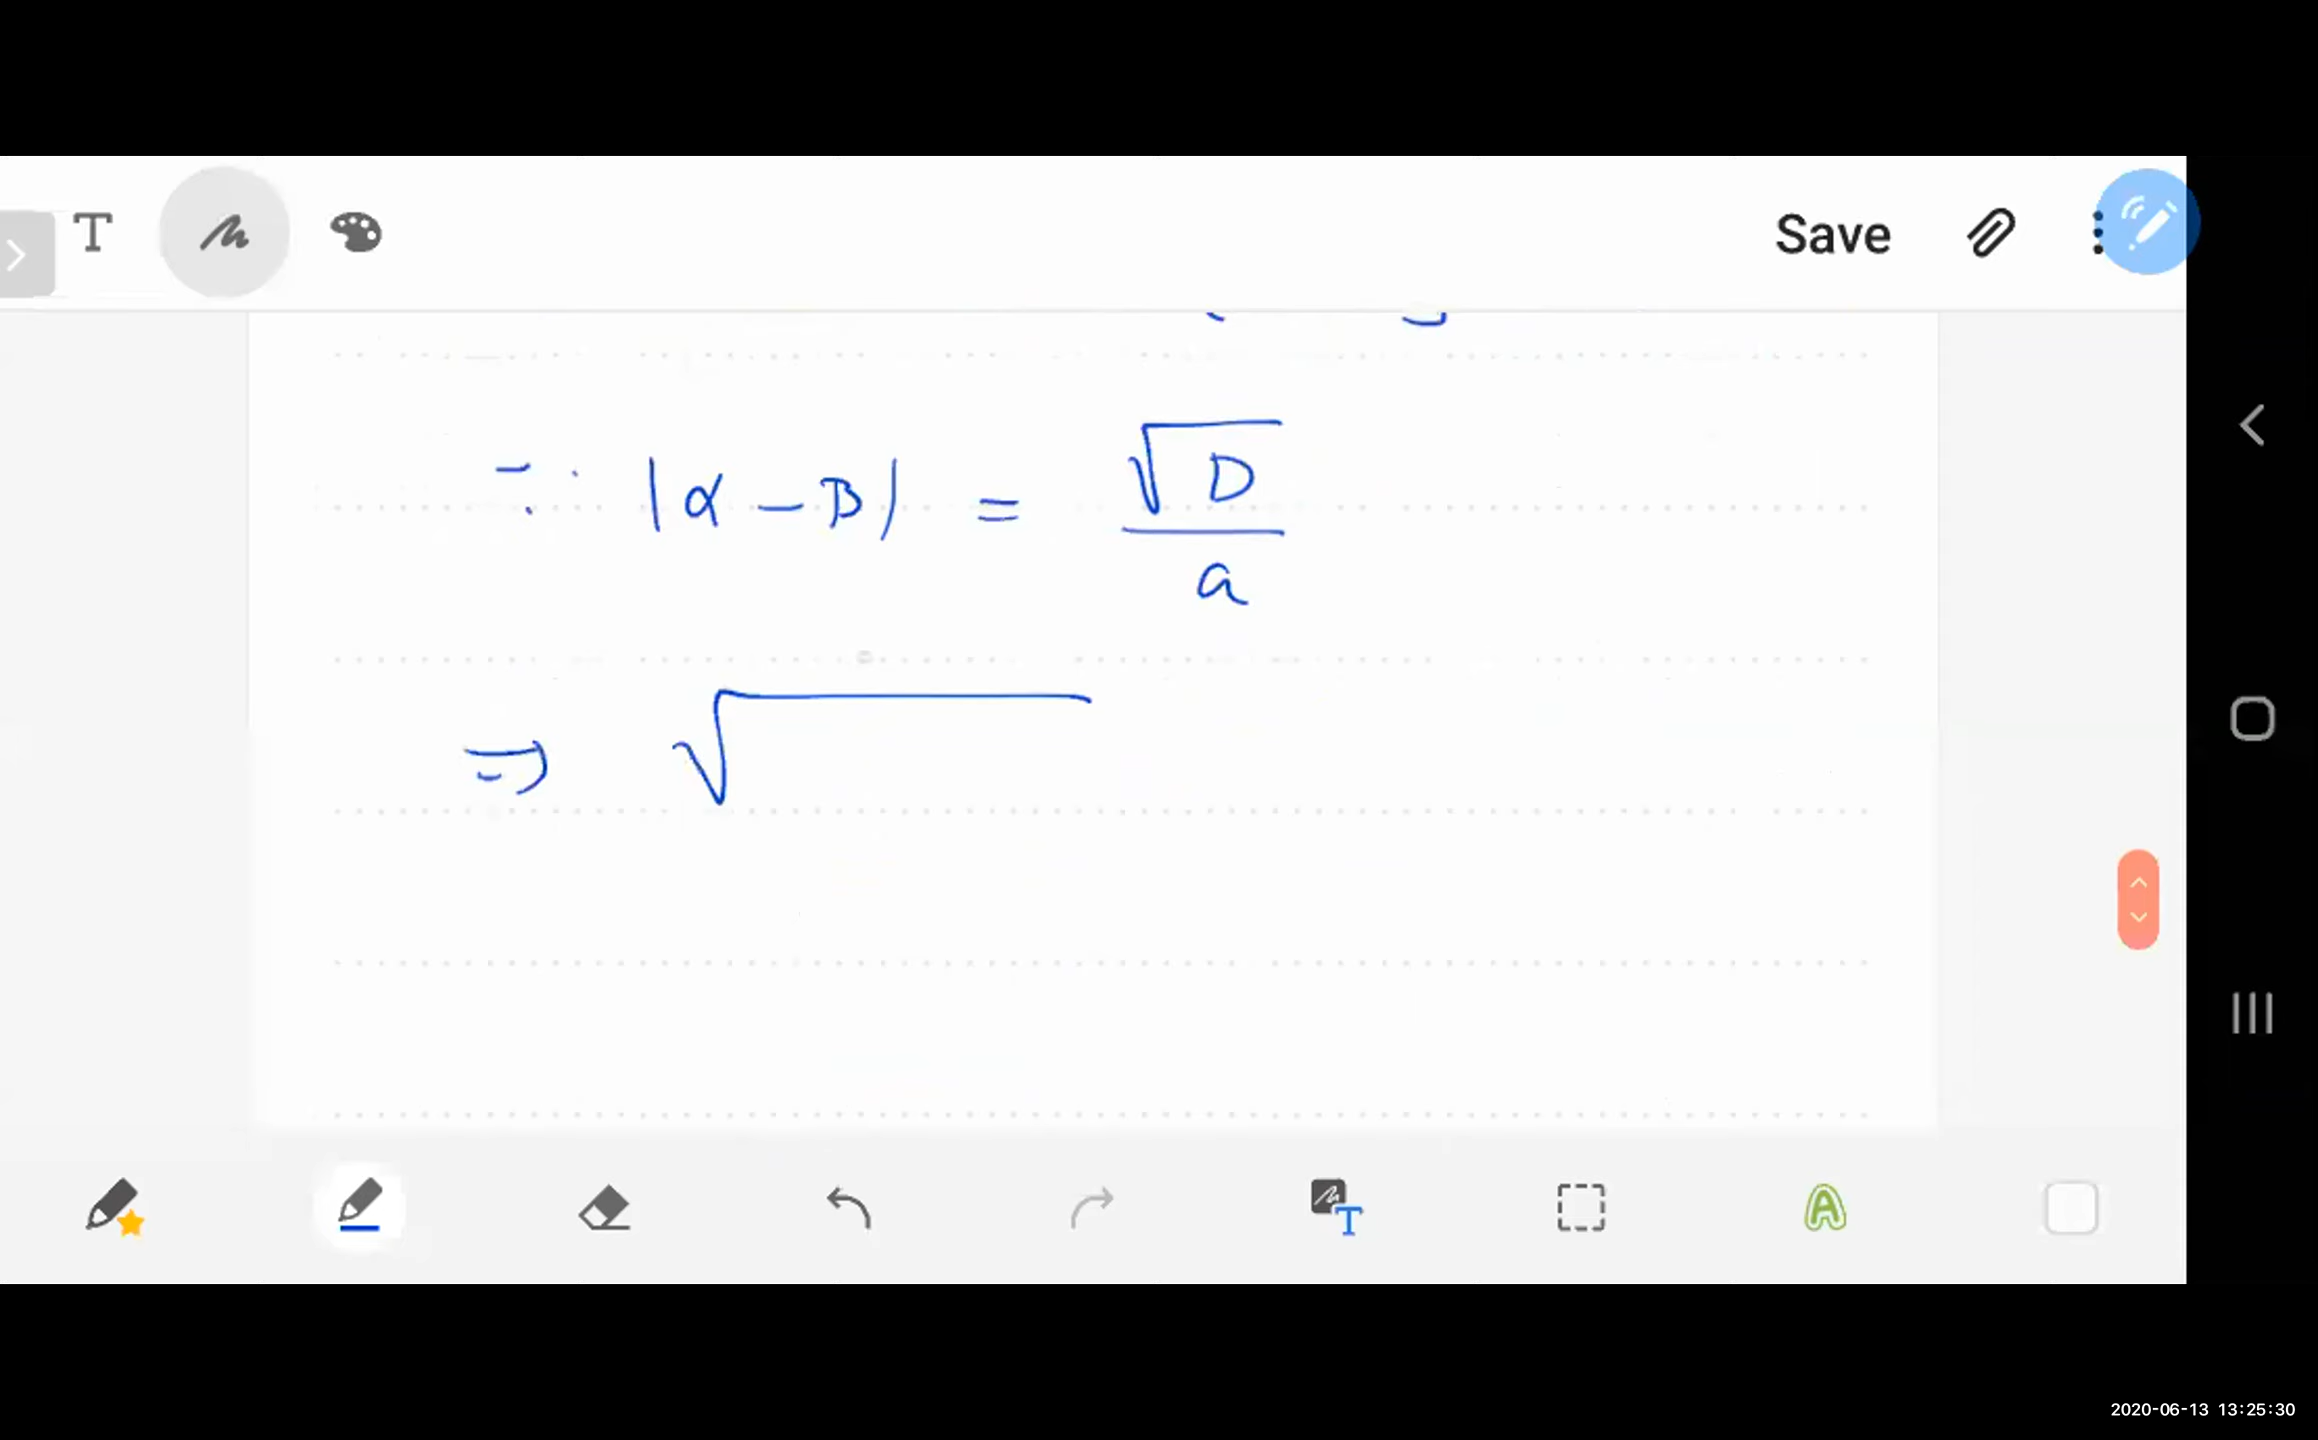 T Save
∵ |α - β| = √D / a
⇒ √
A
T
2020-06-13 13:25:30